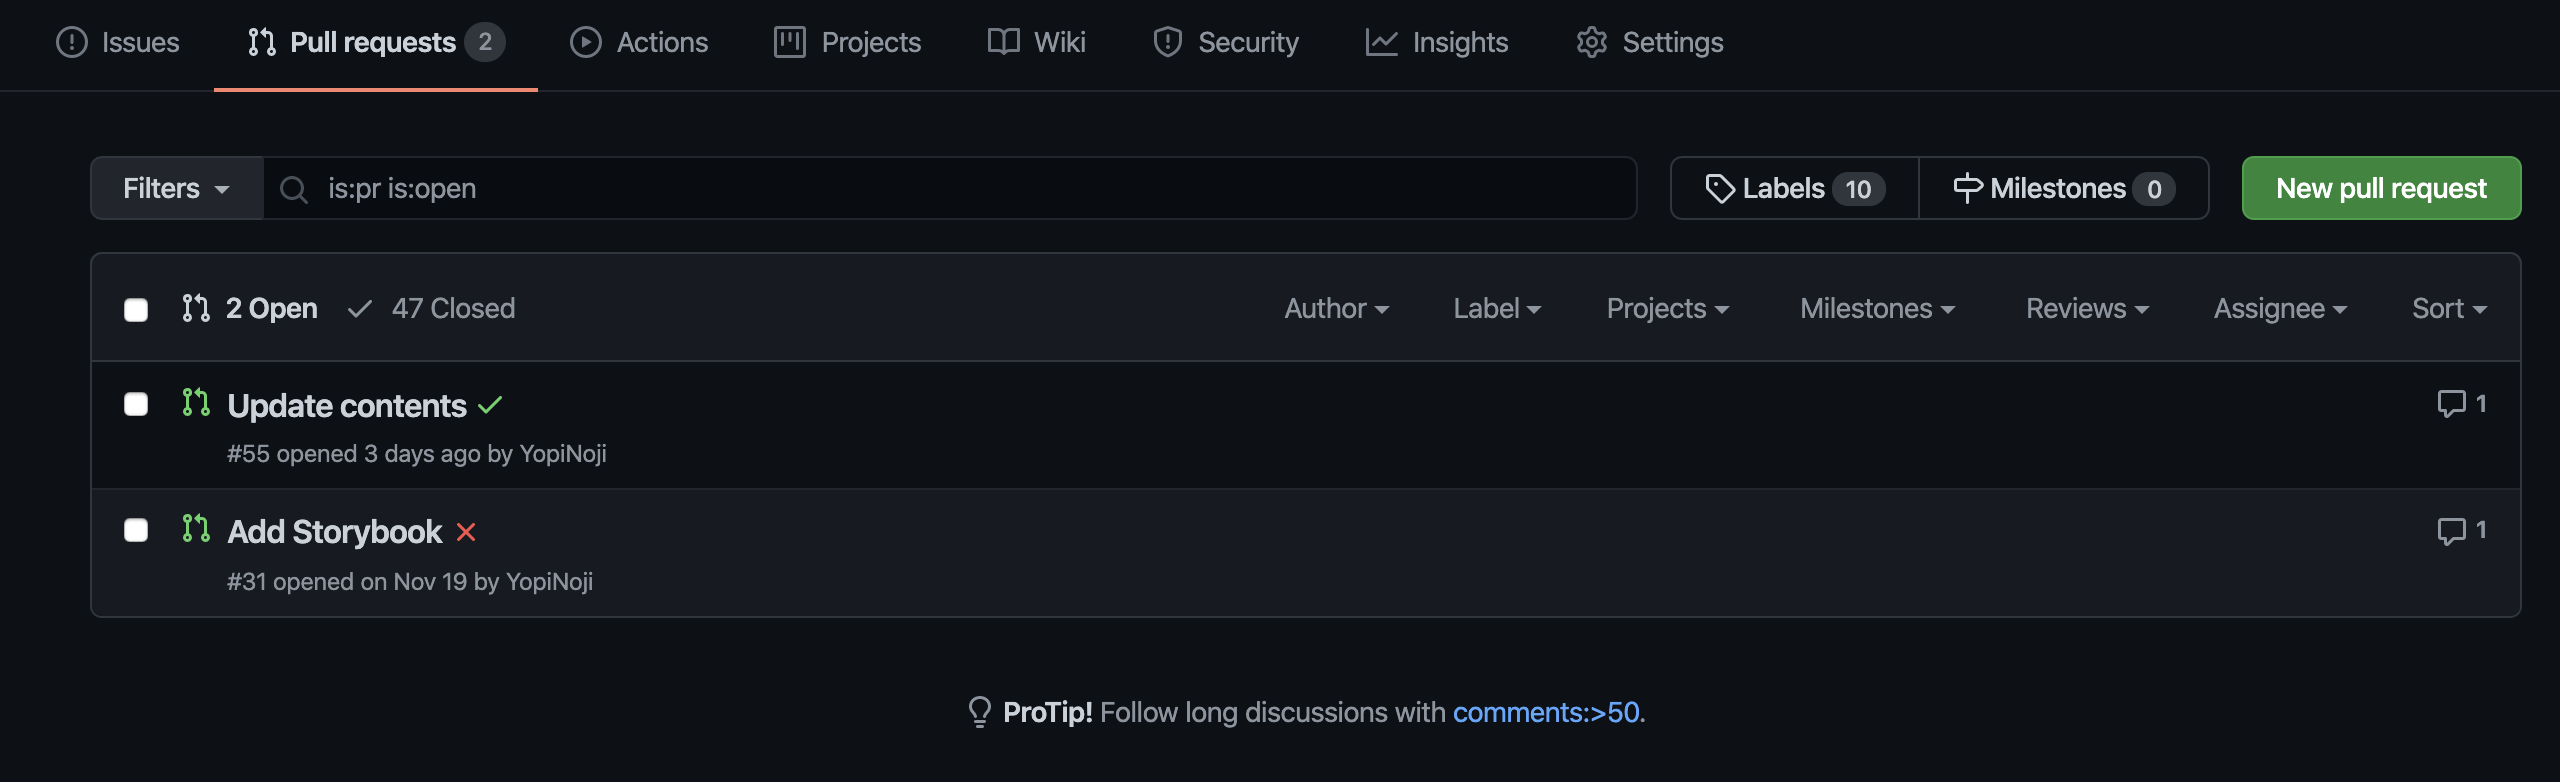 Issues Pull requests 2 Actions Projects Wiki Security Insights Settings
Filters is:pr is:open Labels 10 Milestones 0 New pull request
2 Open 47 Closed Author Label Projects Milestones Reviews Assignee Sort
Update contents 1
#55 opened 3 days ago by YopiNoji
Add Storybook 1
#31 opened on Nov 19 by YopiNoji
ProTip! Follow long discussions with comments:>50.